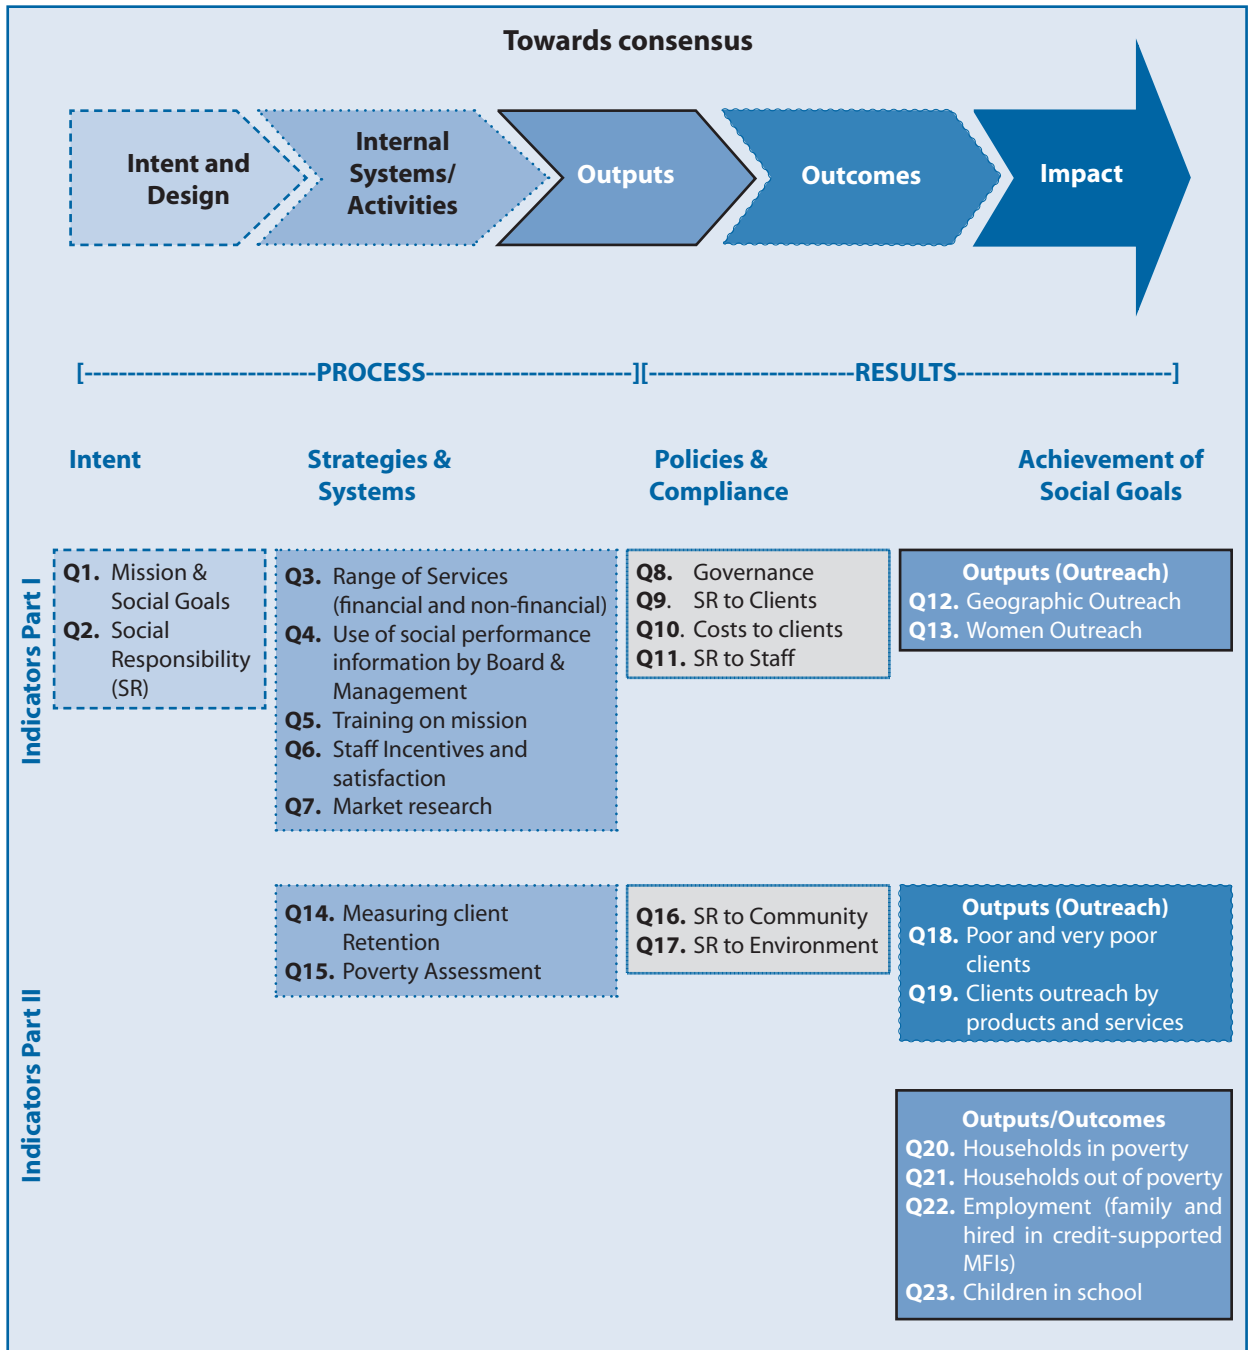 Towards consensus
Intent and
Design
Internal
Systems/
Activities
Outputs
Outcomes
Impact
[---------------------------PROCESS------------------------][------------------------RESULTS-------------------------]
Intent
Strategies &
Systems
Policies &
Compliance
Achievement of
Social Goals
Indicators Part I
Q1. Mission &
Social Goals
Q2. Social
Responsibility
(SR)
Q3. Range of Services
(financial and non-financial)
Q4. Use of social performance
information by Board &
Management
Q5. Training on mission
Q6. Staff Incentives and
satisfaction
Q7. Market research
Q8. Governance
Q9. SR to Clients
Q10. Costs to clients
Q11. SR to Staff
Outputs (Outreach)
Q12. Geographic Outreach
Q13. Women Outreach
Indicators Part II
Q14. Measuring client
Retention
Q15. Poverty Assessment
Q16. SR to Community
Q17. SR to Environment
Outputs (Outreach)
Q18. Poor and very poor
clients
Q19. Clients outreach by
products and services
Outputs/Outcomes
Q20. Households in poverty
Q21. Households out of poverty
Q22. Employment (family and
hired in credit-supported
MFIs)
Q23. Children in school